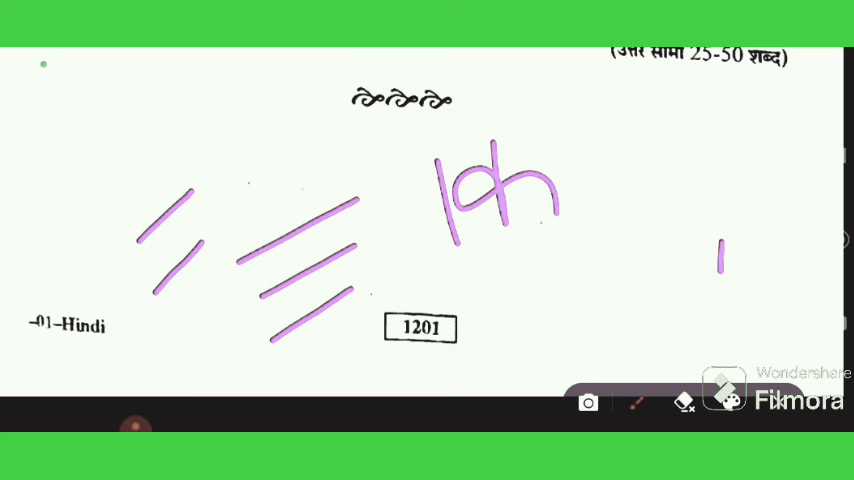 (उत्तर सीमा 25-50 शब्द)
क
–01–Hindi
1201
Wondershare
Filmora